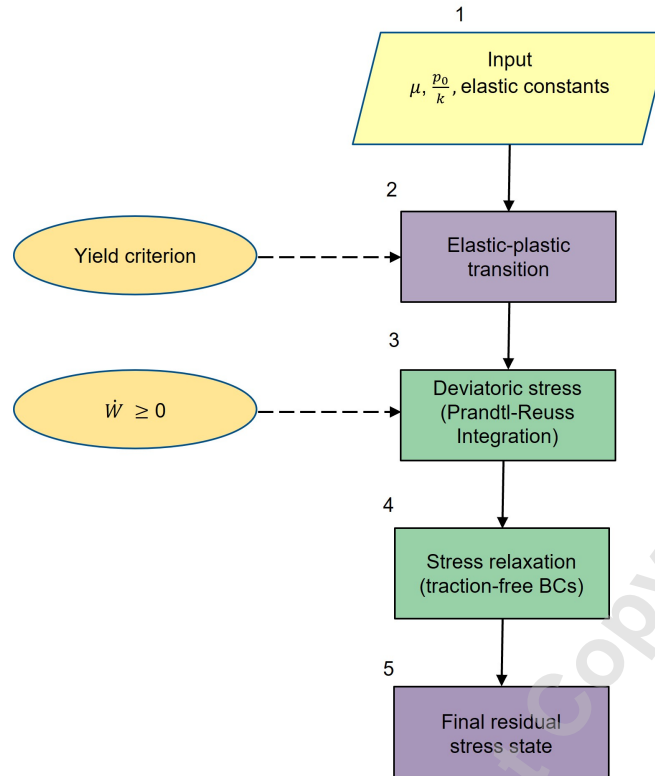 1
Input
μ, p₀/k, elastic constants
2
Yield criterion
Elastic-plastic
transition
3
Ẇ ≥ 0
Deviatoric stress
(Prandtl-Reuss
Integration)
4
Stress relaxation
(traction-free BCs)
5
Final residual
stress state
t Copy